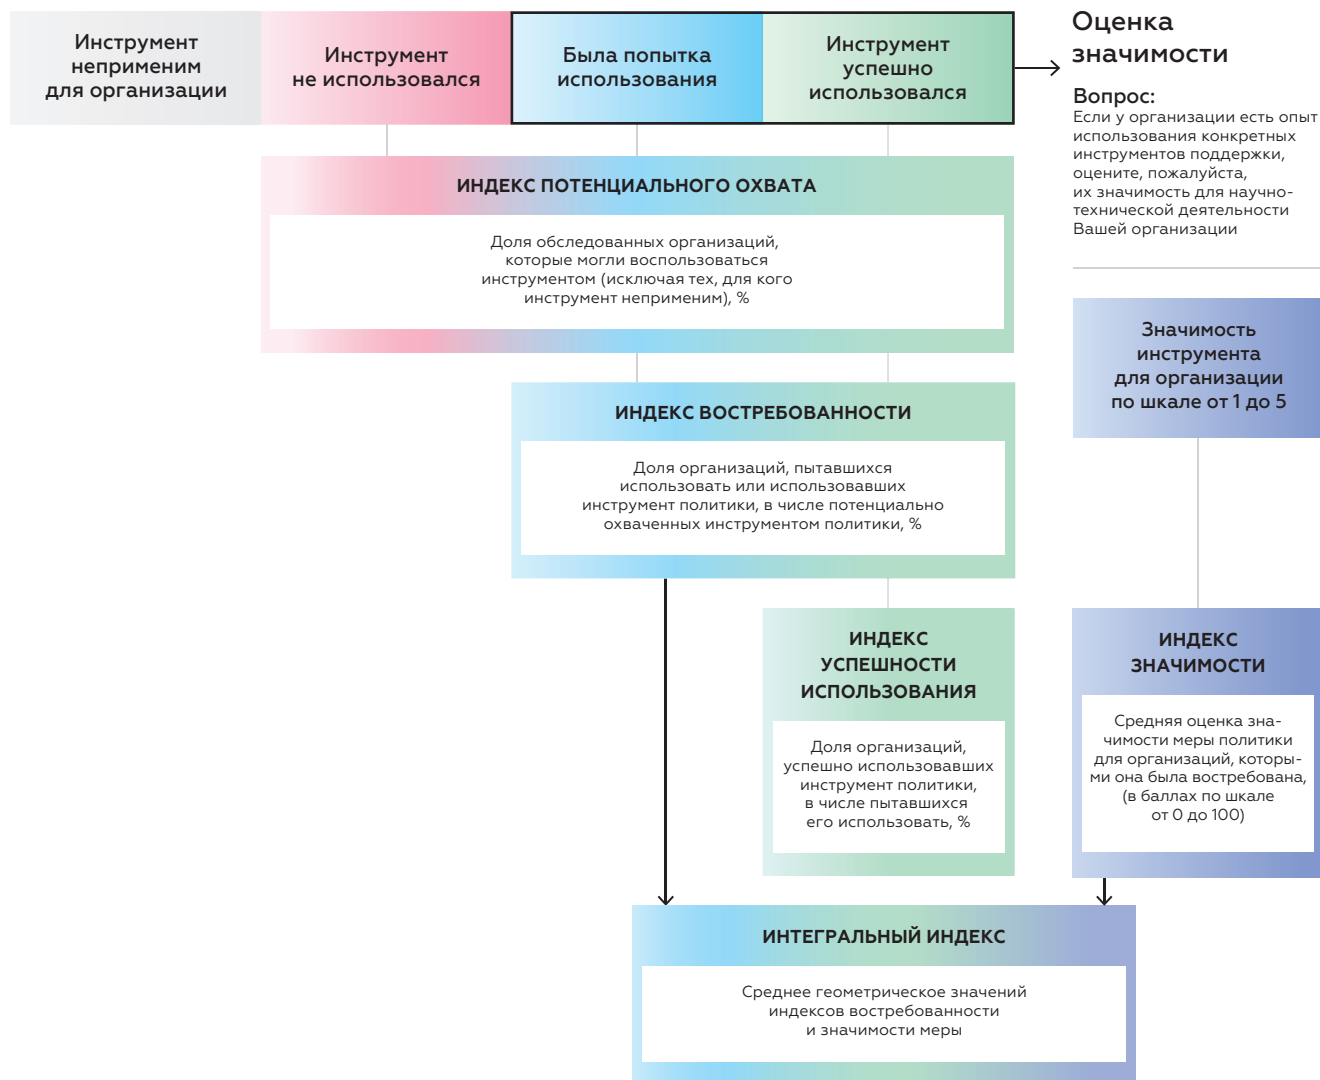 Инструмент
неприменим
для организации
Инструмент
не использовался
Была попытка
использования
Инструмент
успешно
использовался
Оценка
значимости
Вопрос:
Если у организации есть опыт
использования конкретных
инструментов поддержки,
оцените, пожалуйста,
их значимость для научно-
технической деятельности
Вашей организации
ИНДЕКС ПОТЕНЦИАЛЬНОГО ОХВАТА
Доля обследованных организаций,
которые могли воспользоваться
инструментом (исключая тех, для кого
инструмент неприменим), %
Значимость
инструмента
для организации
по шкале от 1 до 5
ИНДЕКС ВОСТРЕБОВАННОСТИ
Доля организаций, пытавшихся
использовать или использовавших
инструмент политики, в числе потенциально
охваченных инструментом политики, %
ИНДЕКС
УСПЕШНОСТИ
ИСПОЛЬЗОВАНИЯ
Доля организаций,
успешно использовавших
инструмент политики,
в числе пытавшихся
его использовать, %
ИНДЕКС
ЗНАЧИМОСТИ
Средняя оценка зна-
чимости меры политики
для организаций, которы-
ми она была востребована,
(в баллах по шкале
от 0 до 100)
ИНТЕГРАЛЬНЫЙ ИНДЕКС
Среднее геометрическое значений
индексов востребованности
и значимости меры